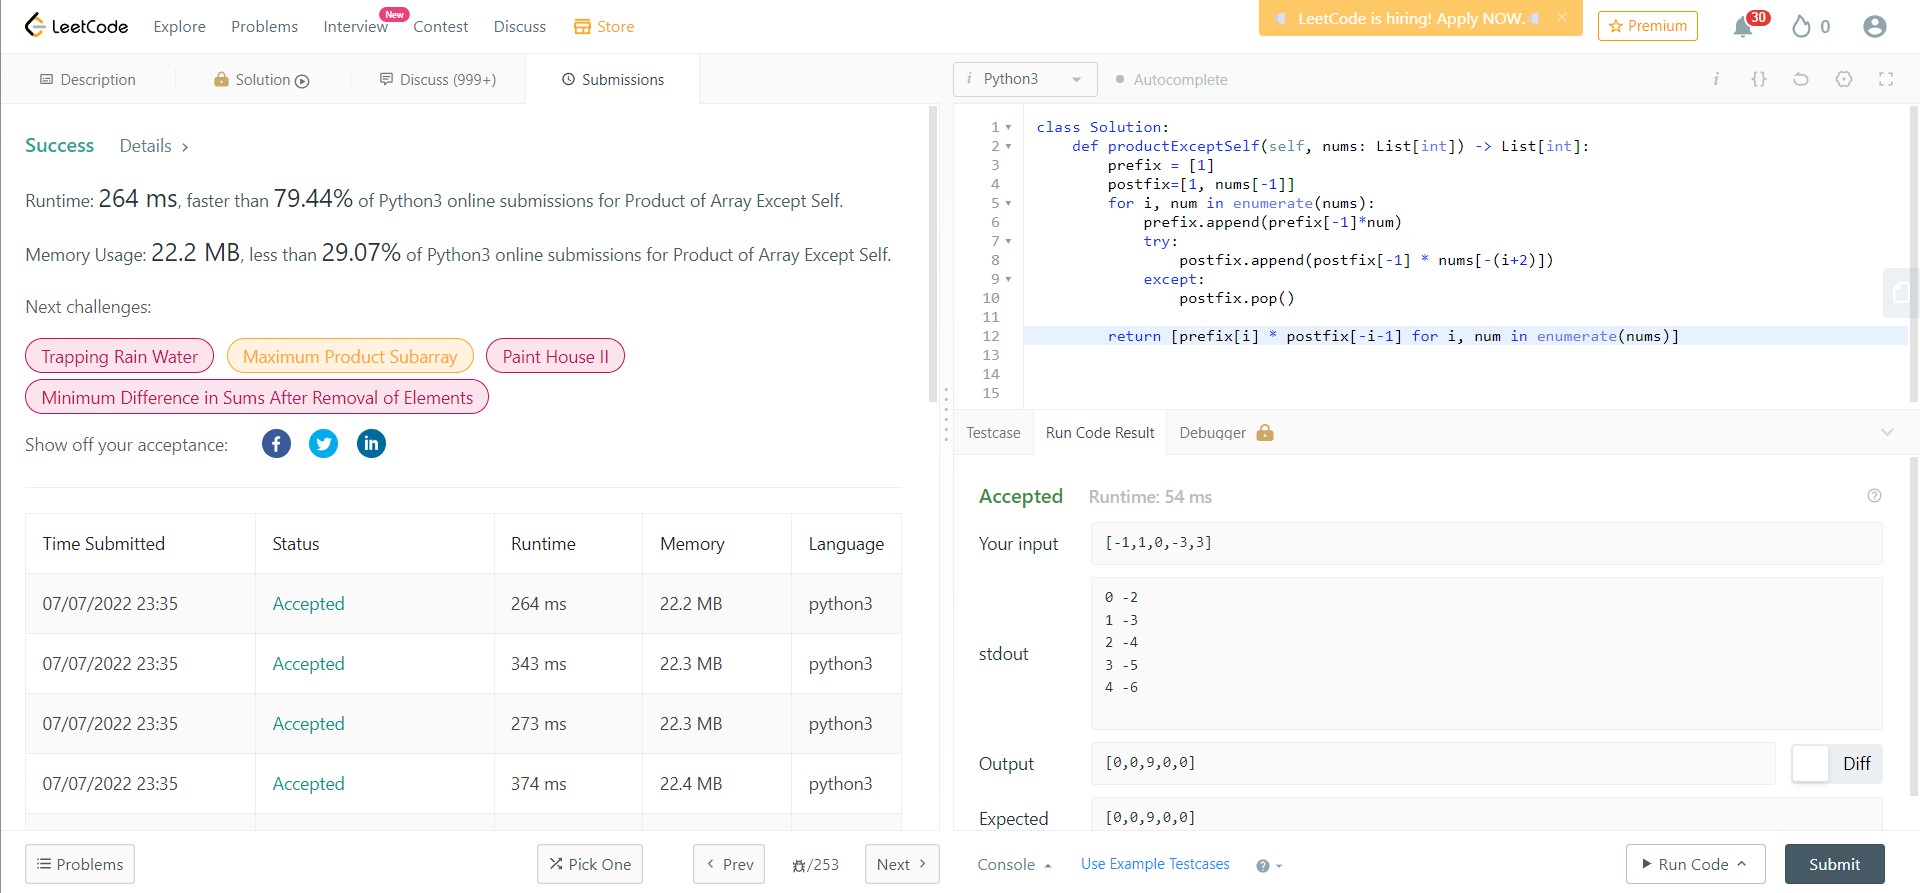 LeetCode Explore Problems Interview New Contest Discuss Store LeetCode is hiring! Apply NOW. Premium 30 0
Description Solution Discuss (999+) Submissions
Success Details
Runtime: 264 ms, faster than 79.44% of Python3 online submissions for Product of Array Except Self.
Memory Usage: 22.2 MB, less than 29.07% of Python3 online submissions for Product of Array Except Self.
Next challenges:
Trapping Rain Water Maximum Product Subarray Paint House II
Minimum Difference in Sums After Removal of Elements
Show off your acceptance:
Time Submitted Status Runtime Memory Language
07/07/2022 23:35 Accepted 264 ms 22.2 MB python3
07/07/2022 23:35 Accepted 343 ms 22.3 MB python3
07/07/2022 23:35 Accepted 273 ms 22.3 MB python3
07/07/2022 23:35 Accepted 374 ms 22.4 MB python3
Problems Pick One Prev /253 Next
i Python3 Autocomplete i {}
1 class Solution:
2 def productExceptSelf(self, nums: List[int]) -> List[int]:
3 prefix = [1]
4 postfix=[1, nums[-1]]
5 for i, num in enumerate(nums):
6 prefix.append(prefix[-1]*num)
7 try:
8 postfix.append(postfix[-1] * nums[-(i+2)])
9 except:
10 postfix.pop()
11
12 return [prefix[i] * postfix[-i-1] for i, num in enumerate(nums)]
13
14
15
Testcase Run Code Result Debugger
Accepted Runtime: 54 ms
Your input [-1,1,0,-3,3]
stdout
0 -2
1 -3
2 -4
3 -5
4 -6
Output [0,0,9,0,0] Diff
Expected [0,0,9,0,0]
Console Use Example Testcases Run Code Submit